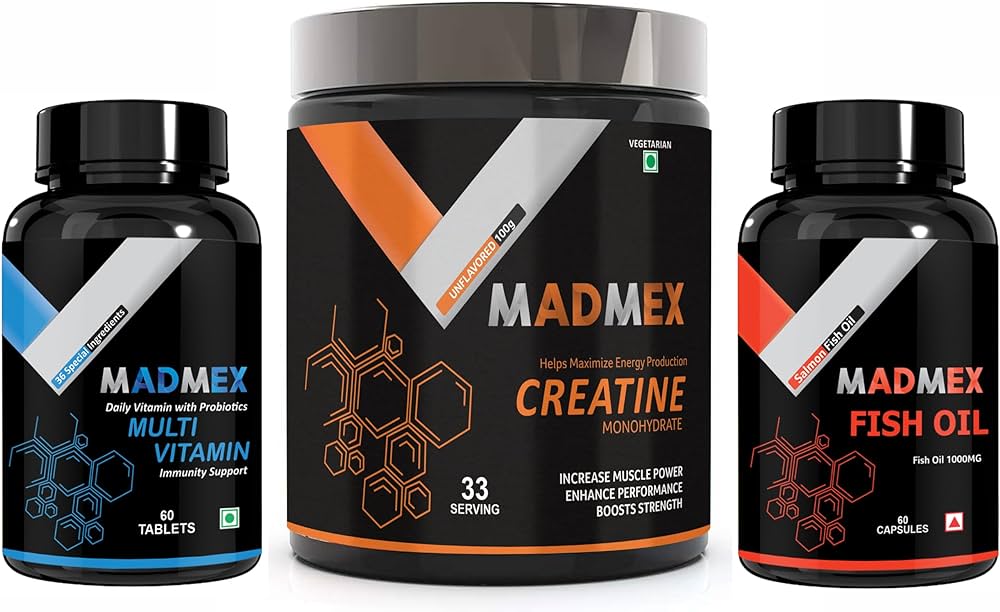 36 Special Ingredients
MADMEX
Daily Vitamin with Probiotics
MULTI
VITAMIN
Immunity Support
60
TABLETS
VEGETARIAN
UNFLAVORED 100g
MADMEX
Helps Maximize Energy Production
CREATINE
MONOHYDRATE
33
SERVING
INCREASE MUSCLE POWER
ENHANCE PERFORMANCE
BOOSTS STRENGTH
Salmon Fish Oil
MADMEX
FISH OIL
Fish Oil 1000MG
60
CAPSULES